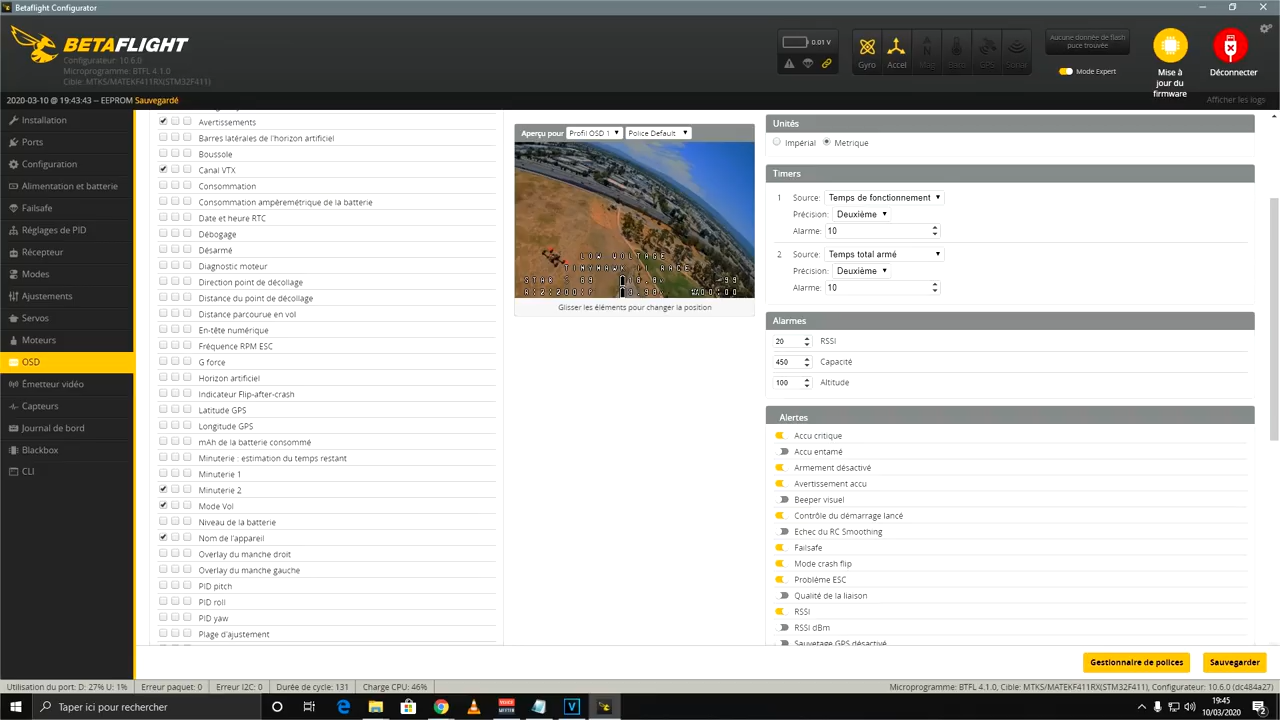 Betaflight Configurator
BETAFLIGHT
Configurateur: 10.6.0
Microprogramme: BTFL 4.1.0
Cible: MTKS/MATEKF411RX(STM32F411)
0.01 V
Gyro
Accel
Mag
Baro
GPS
Sonar
Aucune donnée de flash
puce trouvée
Mode Expert
Mise à
jour du
firmware
Déconnecter
2020-03-10 @ 19:43:43 -- EEPROM Sauvegardé
Afficher les logs
Installation
Ports
Configuration
Alimentation et batterie
Failsafe
Réglages de PID
Récepteur
Modes
Ajustements
Servos
Moteurs
OSD
Émetteur vidéo
Capteurs
Journal de bord
Blackbox
CLI
Avertissements
Barres latérales de l'horizon artificiel
Boussole
Canal VTX
Consommation
Consommation ampéremétrique de la batterie
Date et heure RTC
Débogage
Désarmé
Diagnostic moteur
Direction point de décollage
Distance du point de décollage
Distance parcourue en vol
En-tête numérique
Fréquence RPM ESC
G force
Horizon artificiel
Indicateur Flip-after-crash
Latitude GPS
Longitude GPS
mAh de la batterie consommé
Minuterie : estimation du temps restant
Minuterie 1
Minuterie 2
Mode Vol
Niveau de la batterie
Nom de l'appareil
Overlay du manche droit
Overlay du manche gauche
PID pitch
PID roll
PID yaw
Plage d'ajustement
Aperçu pour Profil OSD 1 Police Default
LOW VOLTAGE
TINYHAWK II RACE
Glisser les éléments pour changer la position
Unités
Impérial Metrique
Timers
1 Source: Temps de fonctionnement
Précision: Deuxième
Alarme: 10
2 Source: Temps total armé
Précision: Deuxième
Alarme: 10
Alarmes
20 RSSI
450 Capacité
100 Altitude
Alertes
Accu critique
Accu entamé
Armement désactivé
Avertissement accu
Beeper visuel
Contrôle du démarrage lancé
Echec du RC Smoothing
Failsafe
Mode crash flip
Problème ESC
Qualité de la liaison
RSSI
RSSI dBm
Sauvetage GPS désactivé
Gestionnaire de polices
Sauvegarder
Utilisation du port: D: 27% U: 1%
Erreur paquet: 0
Erreur I2C: 0
Durée de cycle: 131
Charge CPU: 46%
Microprogramme: BTFL 4.1.0, Cible: MTKS/MATEKF411RX(STM32F411), Configurateur: 10.6.0 (dc484a27)
Taper ici pour rechercher
19:45
10/03/2020